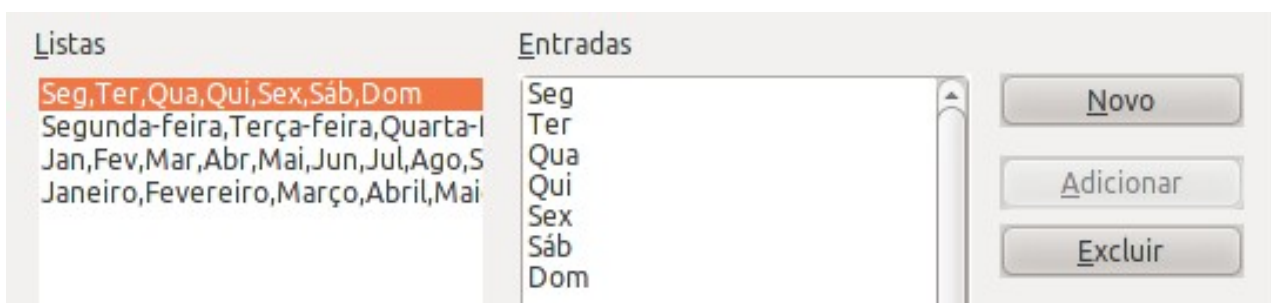 Listas
Seg,Ter,Qua,Qui,Sex,Sáb,Dom
Segunda-feira,Terça-feira,Quarta-
Jan,Fev,Mar,Abr,Mai,Jun,Jul,Ago,S
Janeiro,Fevereiro,Março,Abril,Mai
Entradas
Seg
Ter
Qua
Qui
Sex
Sáb
Dom
Novo
Adicionar
Excluir